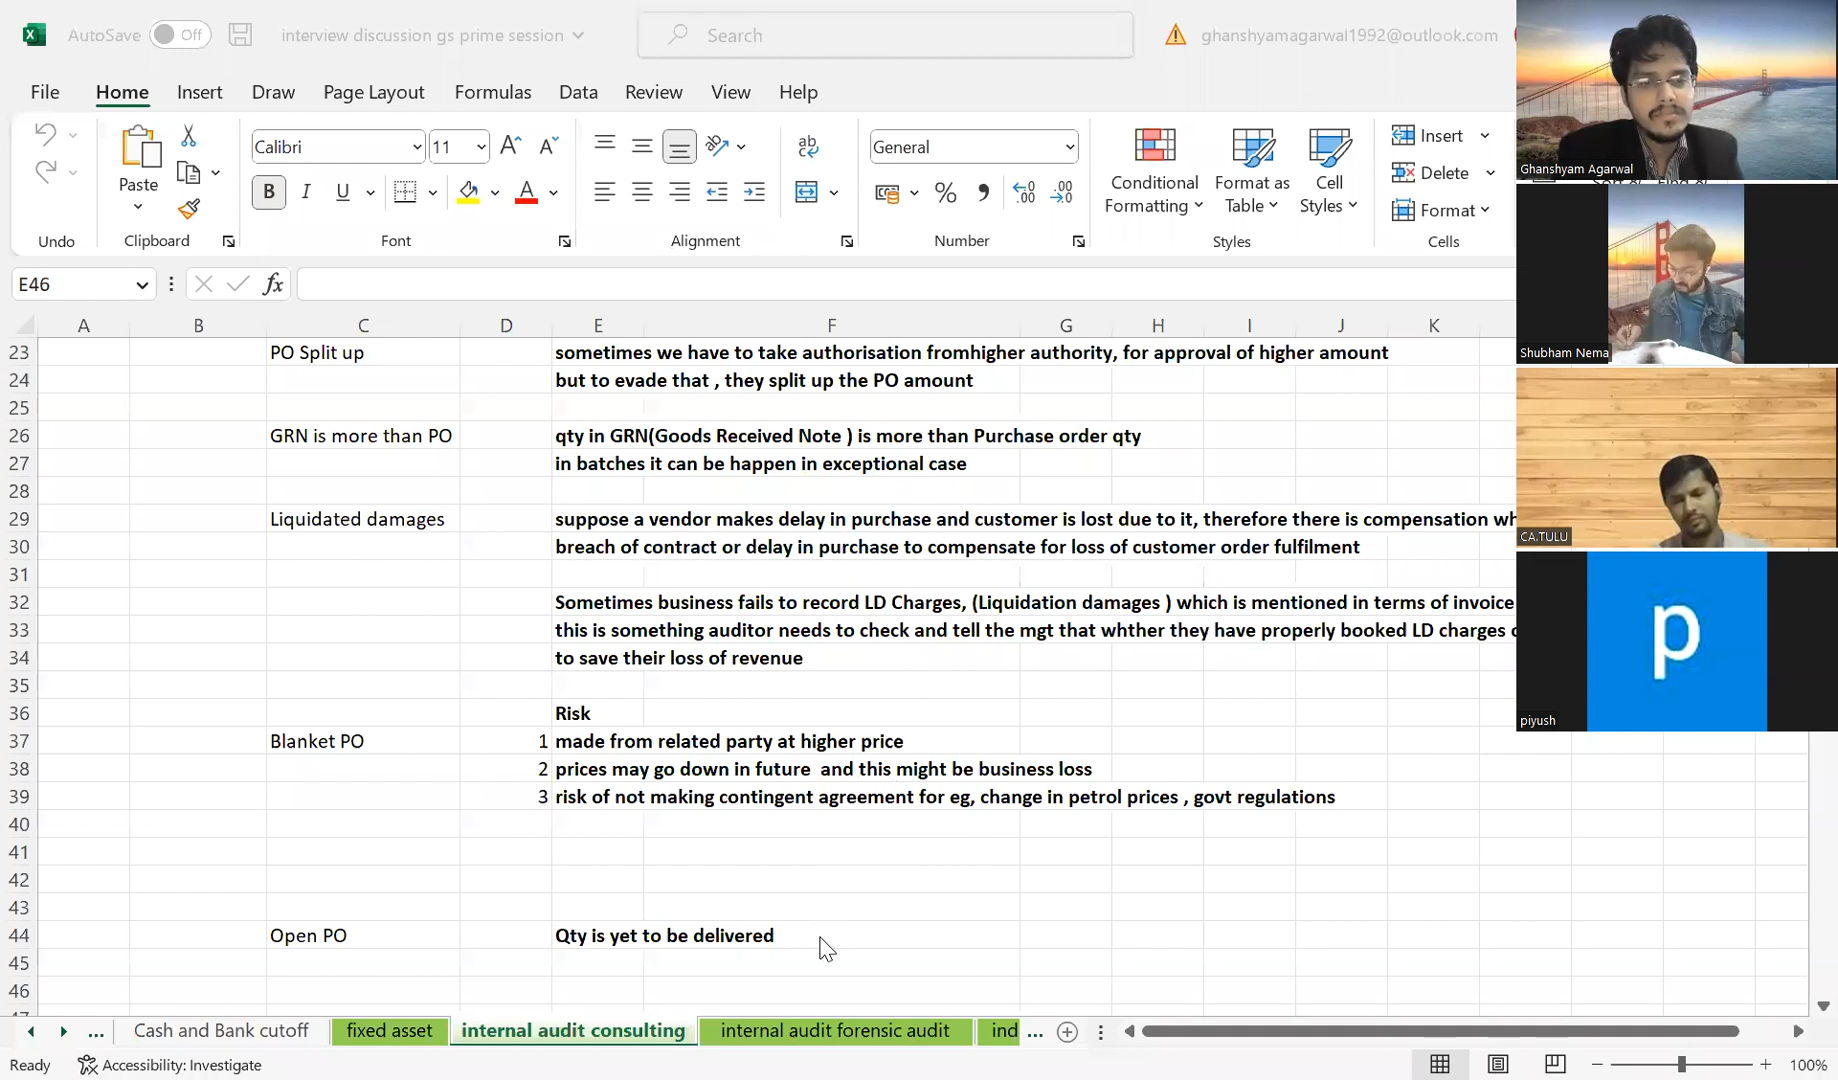 AutoSave Off interview discussion gs prime session Search ghanshyamagarwal1992@outlook.com
File Home Insert Draw Page Layout Formulas Data Review View Help
Calibri 11 General
Paste
Conditional Formatting
Format as Table
Cell Styles
Insert
Delete
Format
Undo Clipboard Font Alignment Number Styles Cells
E46 fx
A B C D E F G H I J K
23 PO Split up sometimes we have to take authorisation fromhigher authority, for approval of higher amount
24 but to evade that , they split up the PO amount
25
26 GRN is more than PO qty in GRN(Goods Received Note ) is more than Purchase order qty
27 in batches it can be happen in exceptional case
28
29 Liquidated damages suppose a vendor makes delay in purchase and customer is lost due to it, therefore there is compensation wh
30 breach of contract or delay in purchase to compensate for loss of customer order fulfilment
31
32 Sometimes business fails to record LD Charges, (Liquidation damages ) which is mentioned in terms of invoice
33 this is something auditor needs to check and tell the mgt that whther they have properly booked LD charges
34 to save their loss of revenue
35
36 Risk
37 Blanket PO 1 made from related party at higher price
38 2 prices may go down in future and this might be business loss
39 3 risk of not making contingent agreement for eg, change in petrol prices , govt regulations
40
41
42
43
44 Open PO Qty is yet to be delivered
45
46
... Cash and Bank cutoff fixed asset internal audit consulting internal audit forensic audit ind ...
Ready Accessibility: Investigate 100%
Ghanshyam Agarwal
Shubham Nema
CA.TULU
p
piyush